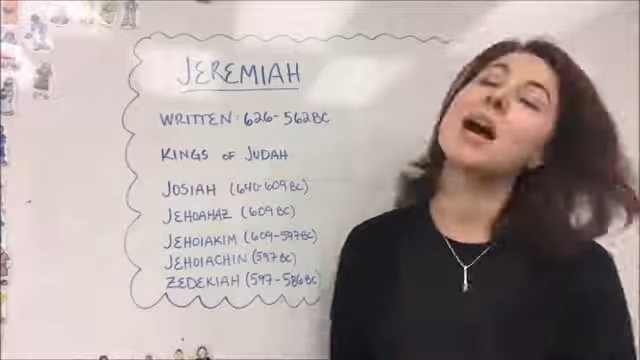 JEREMIAH
WRITTEN: 626-562BC
KINGS OF JUDAH
JOSIAH (640-609BC)
JEHOAHAZ (609BC)
JEHOIAKIM (609-597BC)
JEHOIACHIN (597BC)
ZEDEKIAH (597-586BC)